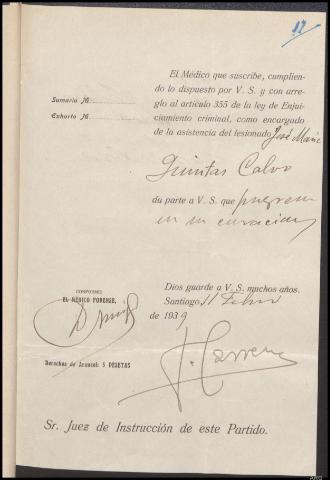 12
El Médico que suscribe, cumplien-
do lo dispuesto por V. S. y con arre-
glo al artículo 355 de la ley de Enjui-
ciamiento criminal, como encargado
de la asistencia del lesionado José María
Quintas Calvo
da parte a V. S. que progresa
en su curación
Sumario N.
Exhorto N.
Dios guarde a V. S. muchos años.
Santiago 11 Febrero
de 1939
CONFORME:
EL MÉDICO FORENSE,
Derechos de Arancel: 5 PESETAS
Sr. Juez de Instrucción de este Partido.